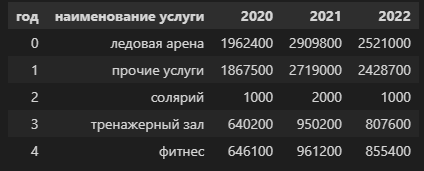 год наименование услуги 2020 2021 2022
0 ледовая арена 1962400 2909800 2521000
1 прочие услуги 1867500 2719000 2428700
2 солярий 1000 2000 1000
3 тренажерный зал 640200 950200 807600
4 фитнес 646100 961200 855400